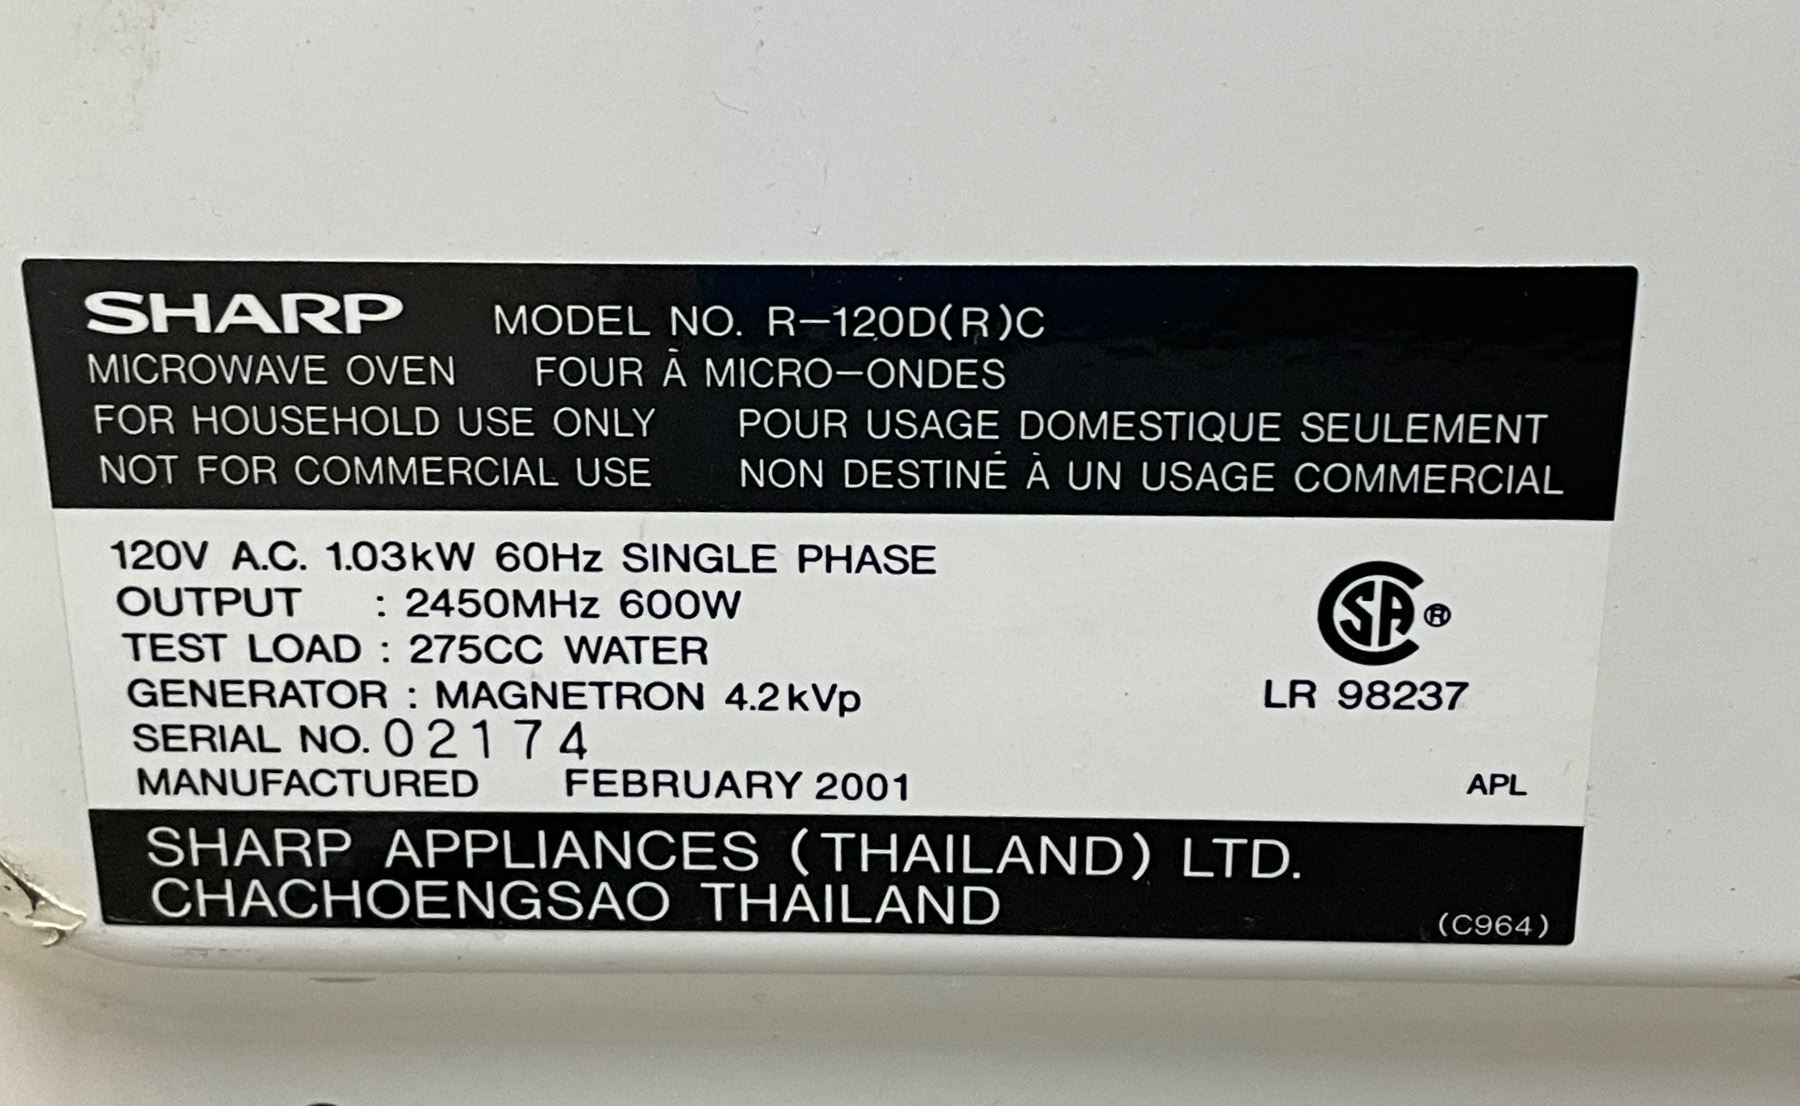 SHARP MODEL NO. R-120D(R)C
MICROWAVE OVEN FOUR À MICRO-ONDES
FOR HOUSEHOLD USE ONLY POUR USAGE DOMESTIQUE SEULEMENT
NOT FOR COMMERCIAL USE NON DESTINÉ À UN USAGE COMMERCIAL
120V A.C. 1.03kW 60Hz SINGLE PHASE
OUTPUT : 2450MHz 600W
TEST LOAD : 275CC WATER
GENERATOR : MAGNETRON 4.2kVp
SERIAL NO. 02174
MANUFACTURED FEBRUARY 2001
SA ®
LR 98237
APL
SHARP APPLIANCES (THAILAND) LTD.
CHACHOENGSAO THAILAND
(C964)